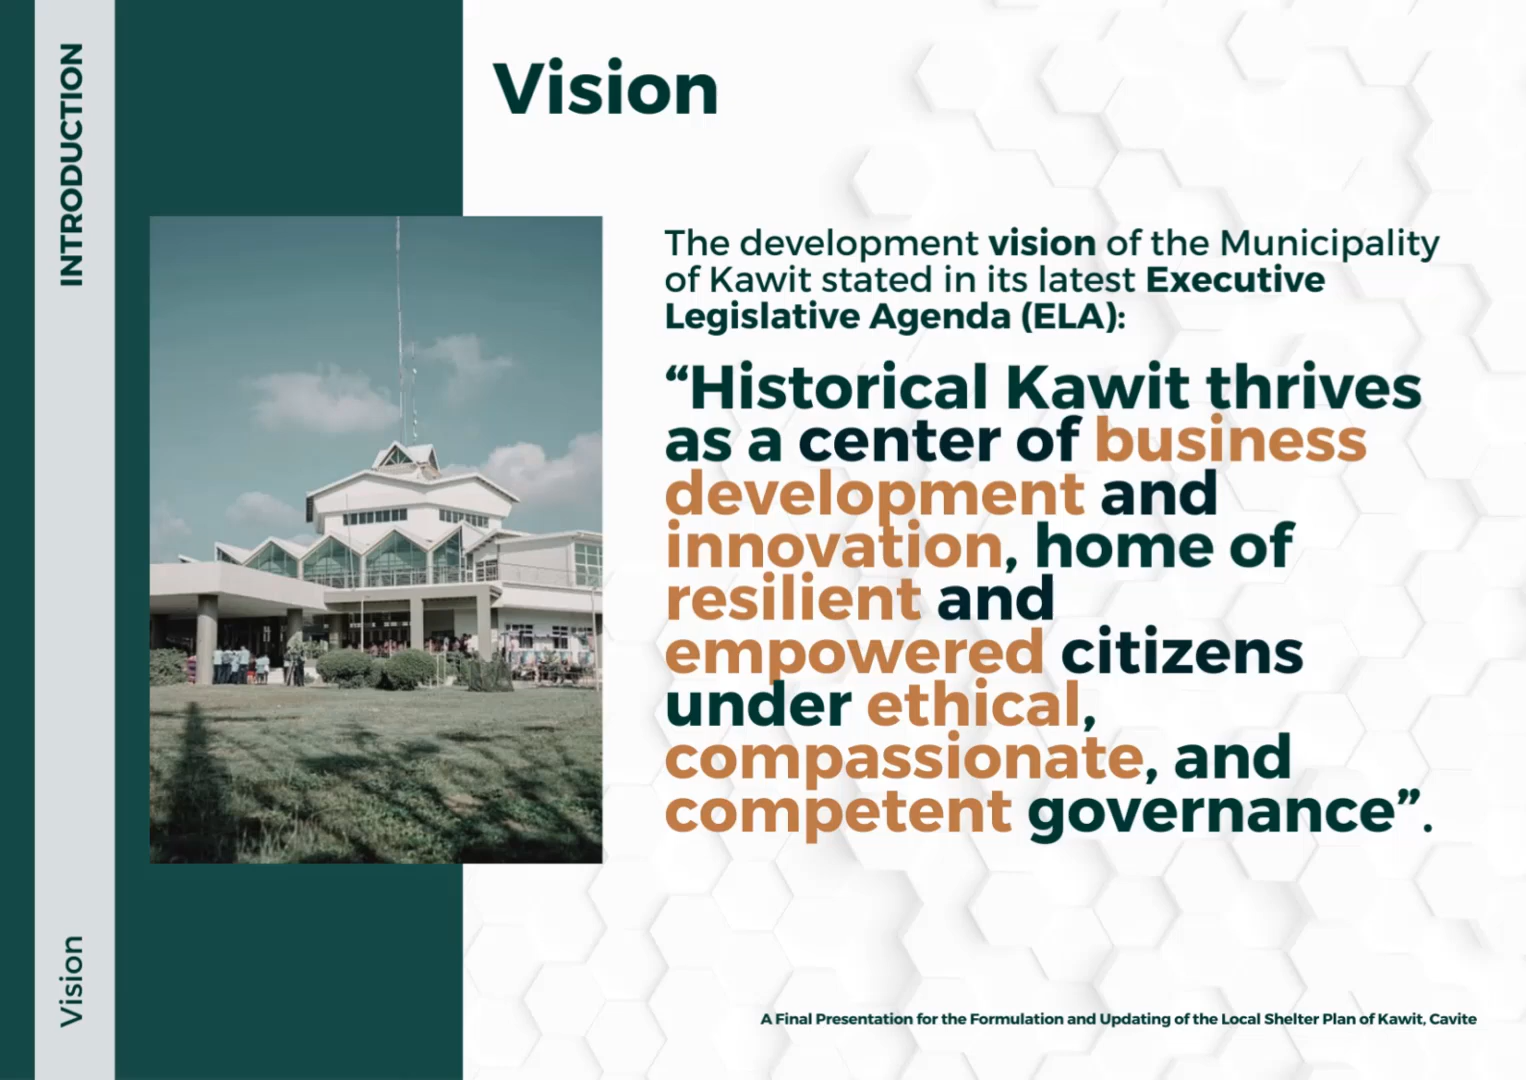 INTRODUCTION
Vision
Vision
The development vision of the Municipality
of Kawit stated in its latest Executive
Legislative Agenda (ELA):
“Historical Kawit thrives
as a center of business
development and
innovation, home of
resilient and
empowered citizens
under ethical,
compassionate, and
competent governance”.
A Final Presentation for the Formulation and Updating of the Local Shelter Plan of Kawit, Cavite